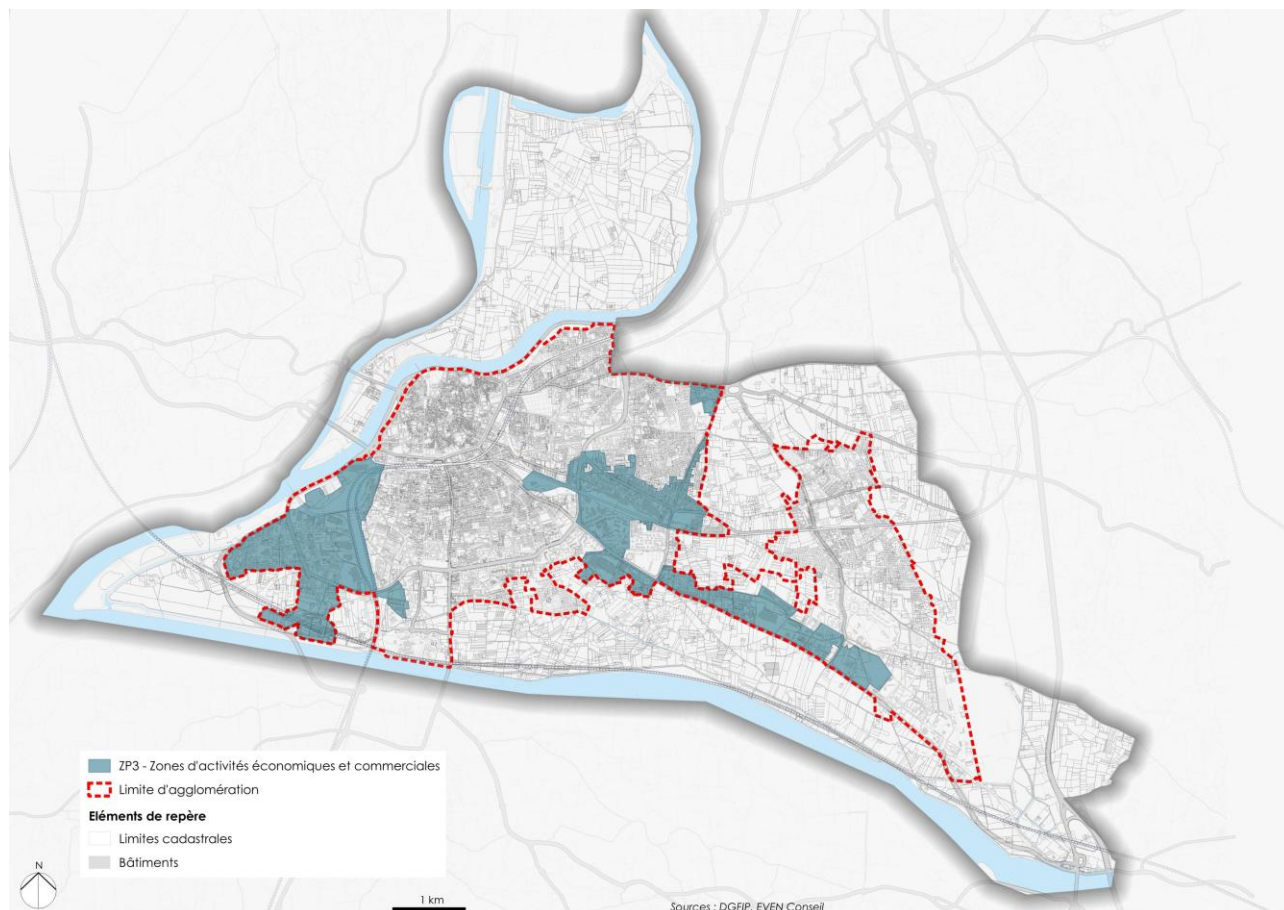 ZP3 - Zones d'activités économiques et commerciales
Limite d'agglomération
Eléments de repère
Limites cadastrales
Bâtiments
N
1 km
Sources : DGFIP, EVEN Conseil